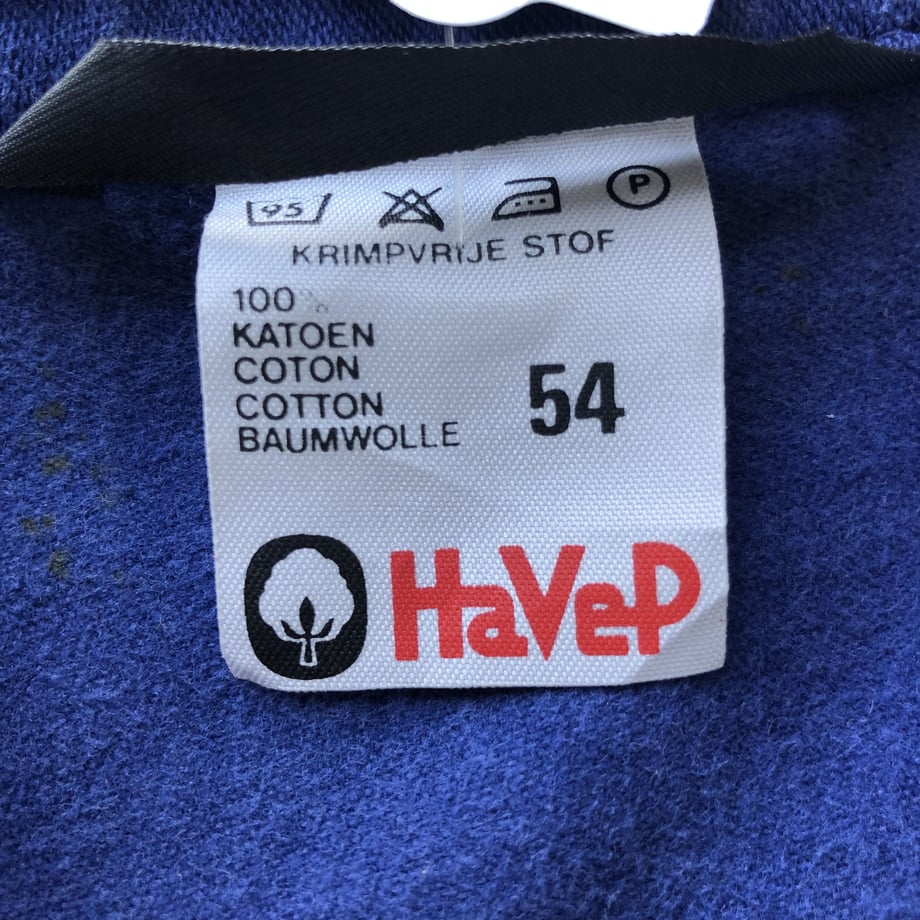 95 P
KRIMPVRIJE STOF
100%
KATOEN
COTON
COTTON
BAUMWOLLE
54
HaVeP